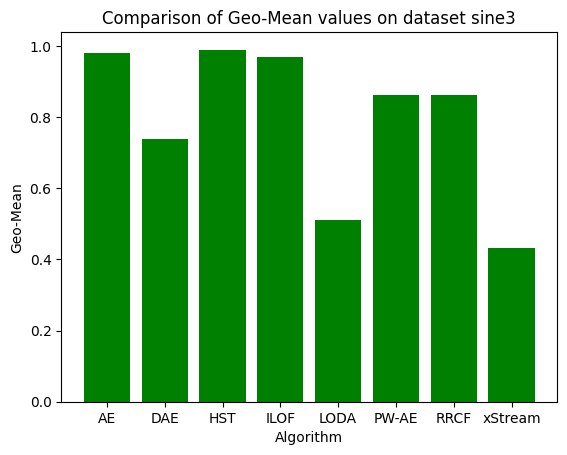 Comparison of Geo-Mean values on dataset sine3
1.0
0.8
0.6
0.4
0.2
0.0
Geo-Mean
AE DAE HST ILOF LODA PW-AE RRCF xStream
Algorithm